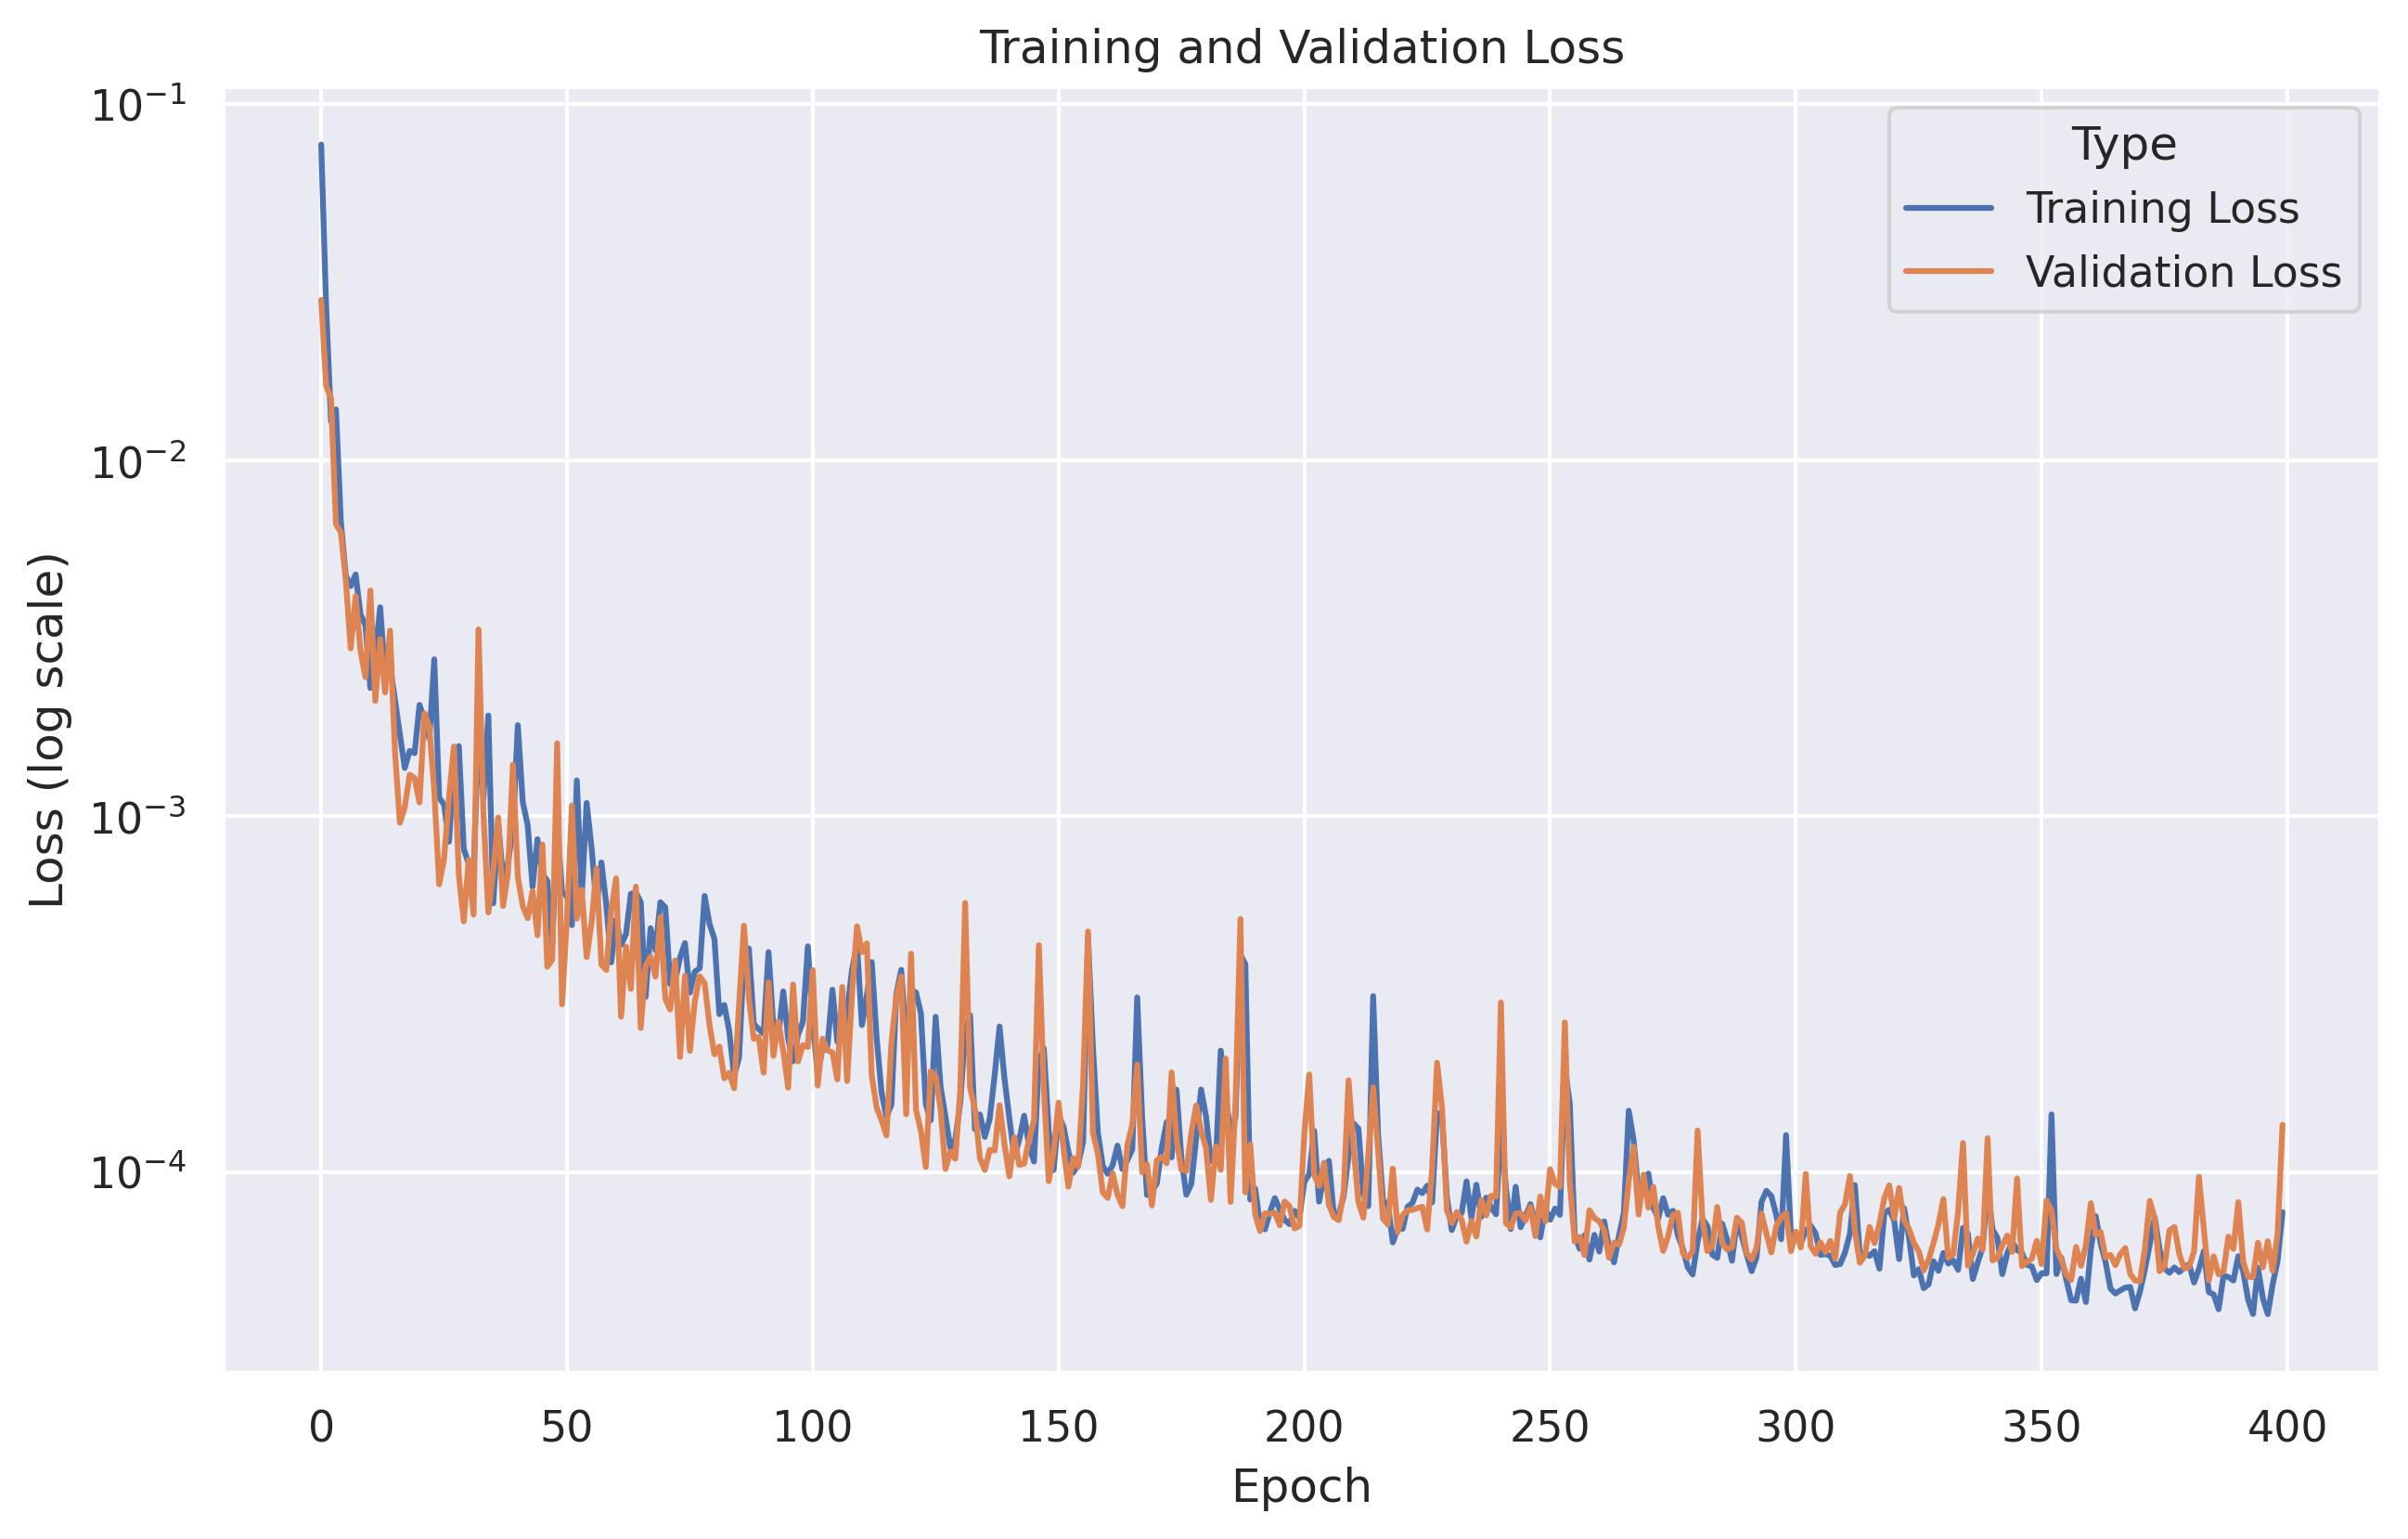 Training and Validation Loss
Type
Training Loss
Validation Loss
Loss (log scale)
10⁻¹
10⁻²
10⁻³
10⁻⁴
0 50 100 150 200 250 300 350 400
Epoch